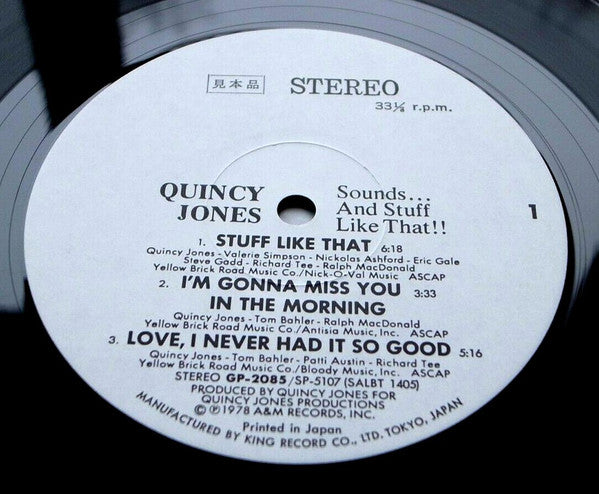 見本品 STEREO
33⅓ r.p.m.
QUINCY JONES
Sounds...
And Stuff
Like That!!
1
1. STUFF LIKE THAT 6:18
Quincy Jones - Valerie Simpson - Nickolas Ashford - Eric Gale
Steve Gadd - Richard Tee - Ralph MacDonald
Yellow Brick Road Music Co./Nick-O-Val Music ASCAP
2. I'M GONNA MISS YOU 3:33
IN THE MORNING
Quincy Jones - Tom Bahler - Ralph MacDonald
Yellow Brick Road Music Co./Antisia Music, Inc. ASCAP
3. LOVE, I NEVER HAD IT SO GOOD 5:16
Quincy Jones - Tom Bahler - Patti Austin - Richard Tee
Yellow Brick Road Music Co./Bloody Music, Inc. ASCAP
STEREO GP-2085/SP-5107 (SALBT 1405)
PRODUCED BY QUINCY JONES FOR
QUINCY JONES PRODUCTIONS
©℗1978 A&M RECORDS, INC.
Printed in Japan
MANUFACTURED BY KING RECORD CO., LTD. TOKYO, JAPAN